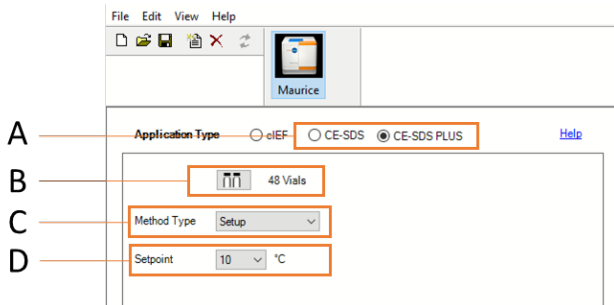 File Edit View Help
Maurice
A Application Type cIEF CE-SDS CE-SDS PLUS Help
B 48 Vials
C Method Type Setup
D Setpoint 10 °C